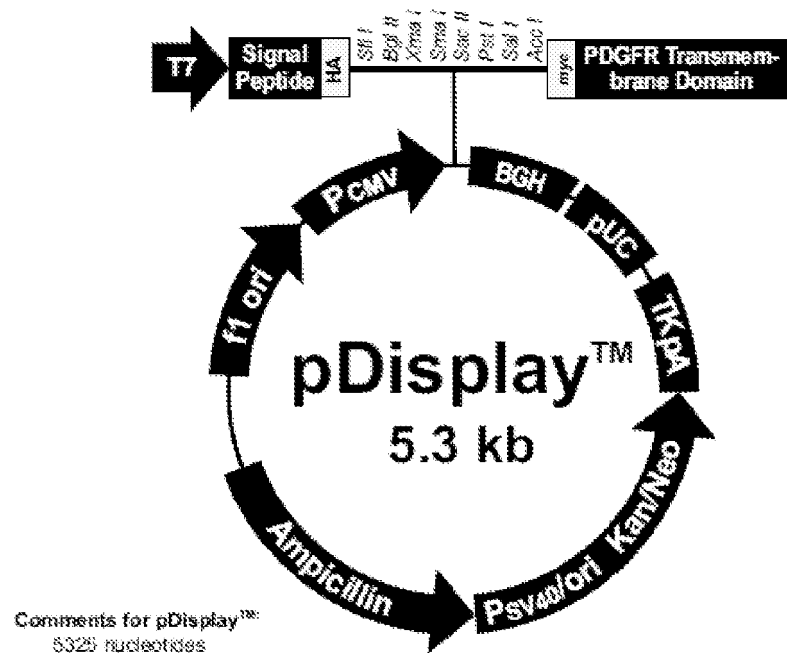 T7
Signal
Peptide
HA
Sfi I
Bgl II
Xma I
Sma I
Sac II
Pst I
Sal I
Acc I
myc
PDGFR Transmem-
brane Domain
PCMV
BGH
pUC
TKpA
f1 ori
pDisplay™
5.3 kb
Ampicillin
PSV40/ori Kan/Neo
Comments for pDisplay™:
5325 nucleotides